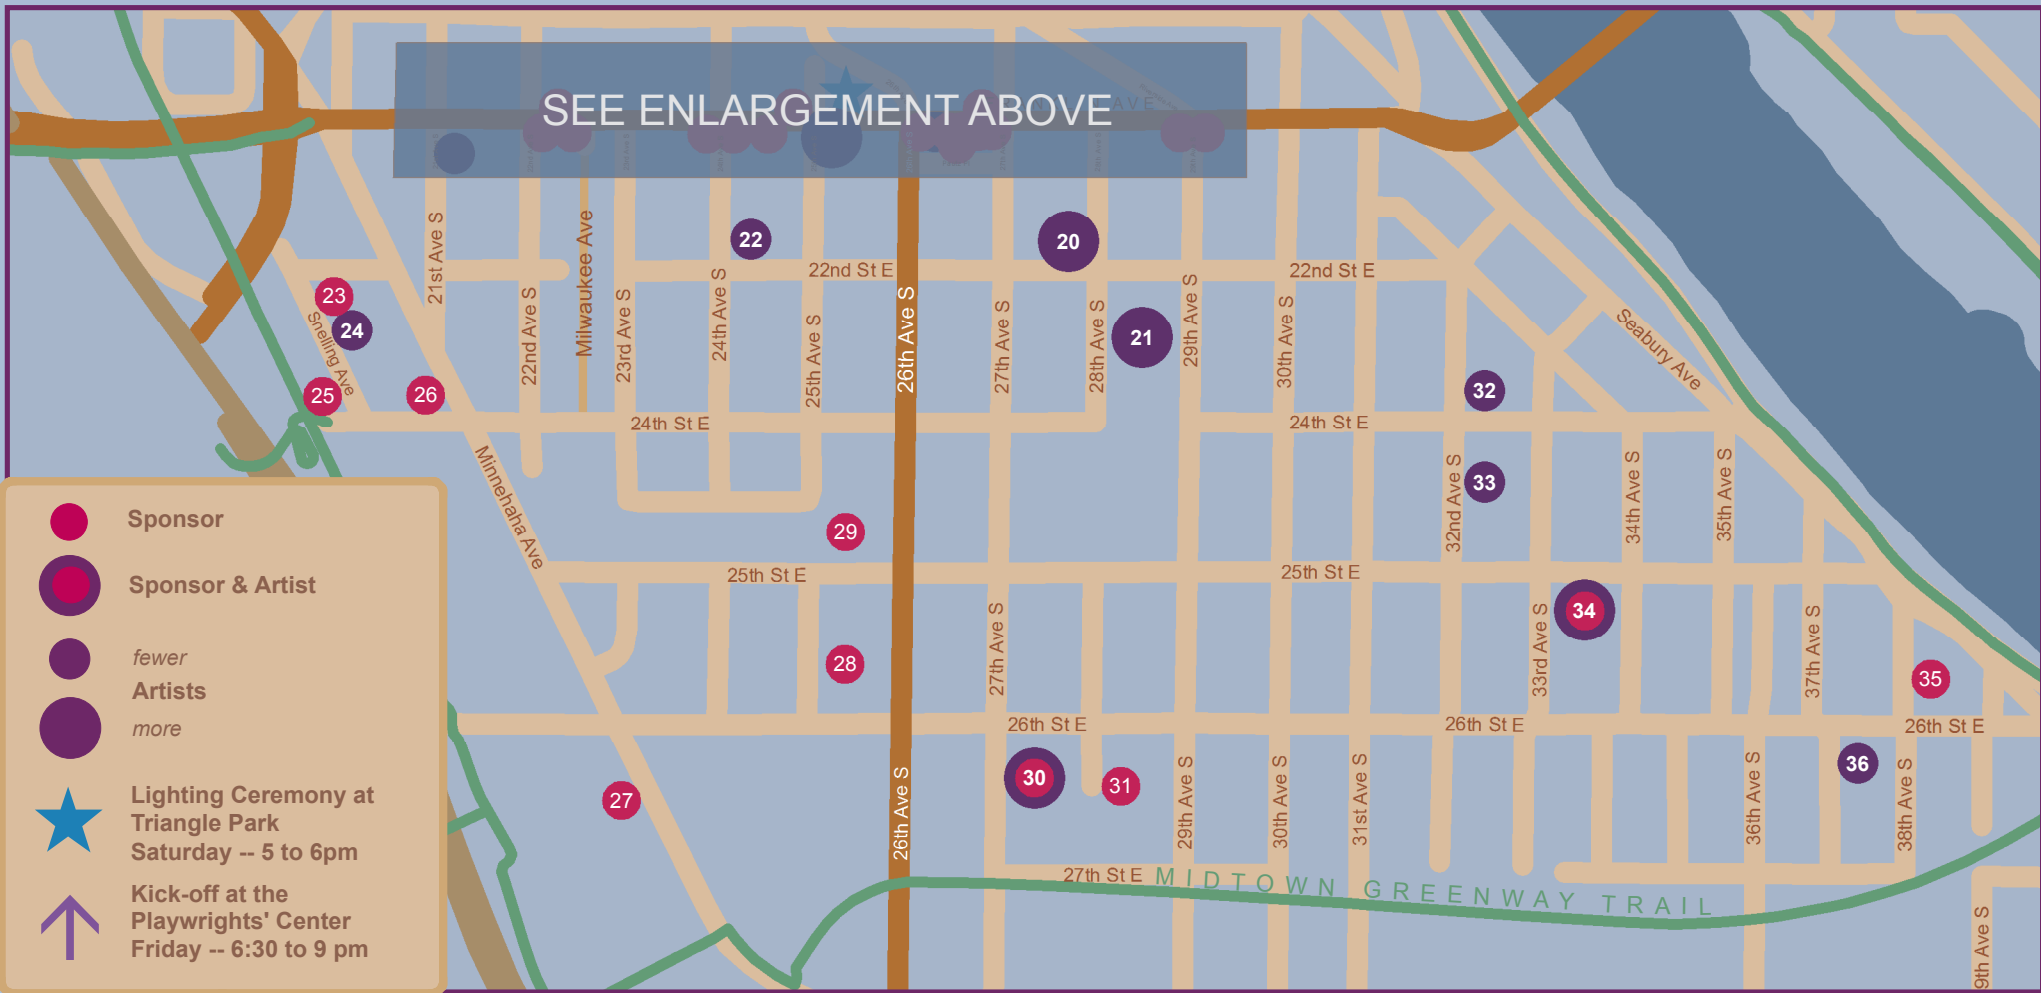 SEE ENLARGEMENT ABOVE
21st Ave S
Milwaukee Ave
22
20
22nd St E
22nd St E
23
24
Snelling Ave
25
26
22nd Ave S
23rd Ave S
24th Ave S
25th Ave S
26th Ave S
27th Ave S
28th Ave S
21
29th Ave S
30th Ave S
Seabury Ave
32
24th St E
24th St E
Minnehaha Ave
33
32nd Ave S
34th Ave S
35th Ave S
29
25th St E
25th St E
28
27th Ave S
33rd Ave S
34
37th Ave S
35
26th St E
26th St E
26th St E
27
26th Ave S
30
31
29th Ave S
30th Ave S
31st Ave S
36th Ave S
36
38th Ave S
27th St E
MIDTOWN GREENWAY TRAIL
9th Ave S
Sponsor
Sponsor & Artist
fewer
Artists
more
Lighting Ceremony at
Triangle Park
Saturday -- 5 to 6pm
Kick-off at the
Playwrights' Center
Friday -- 6:30 to 9 pm